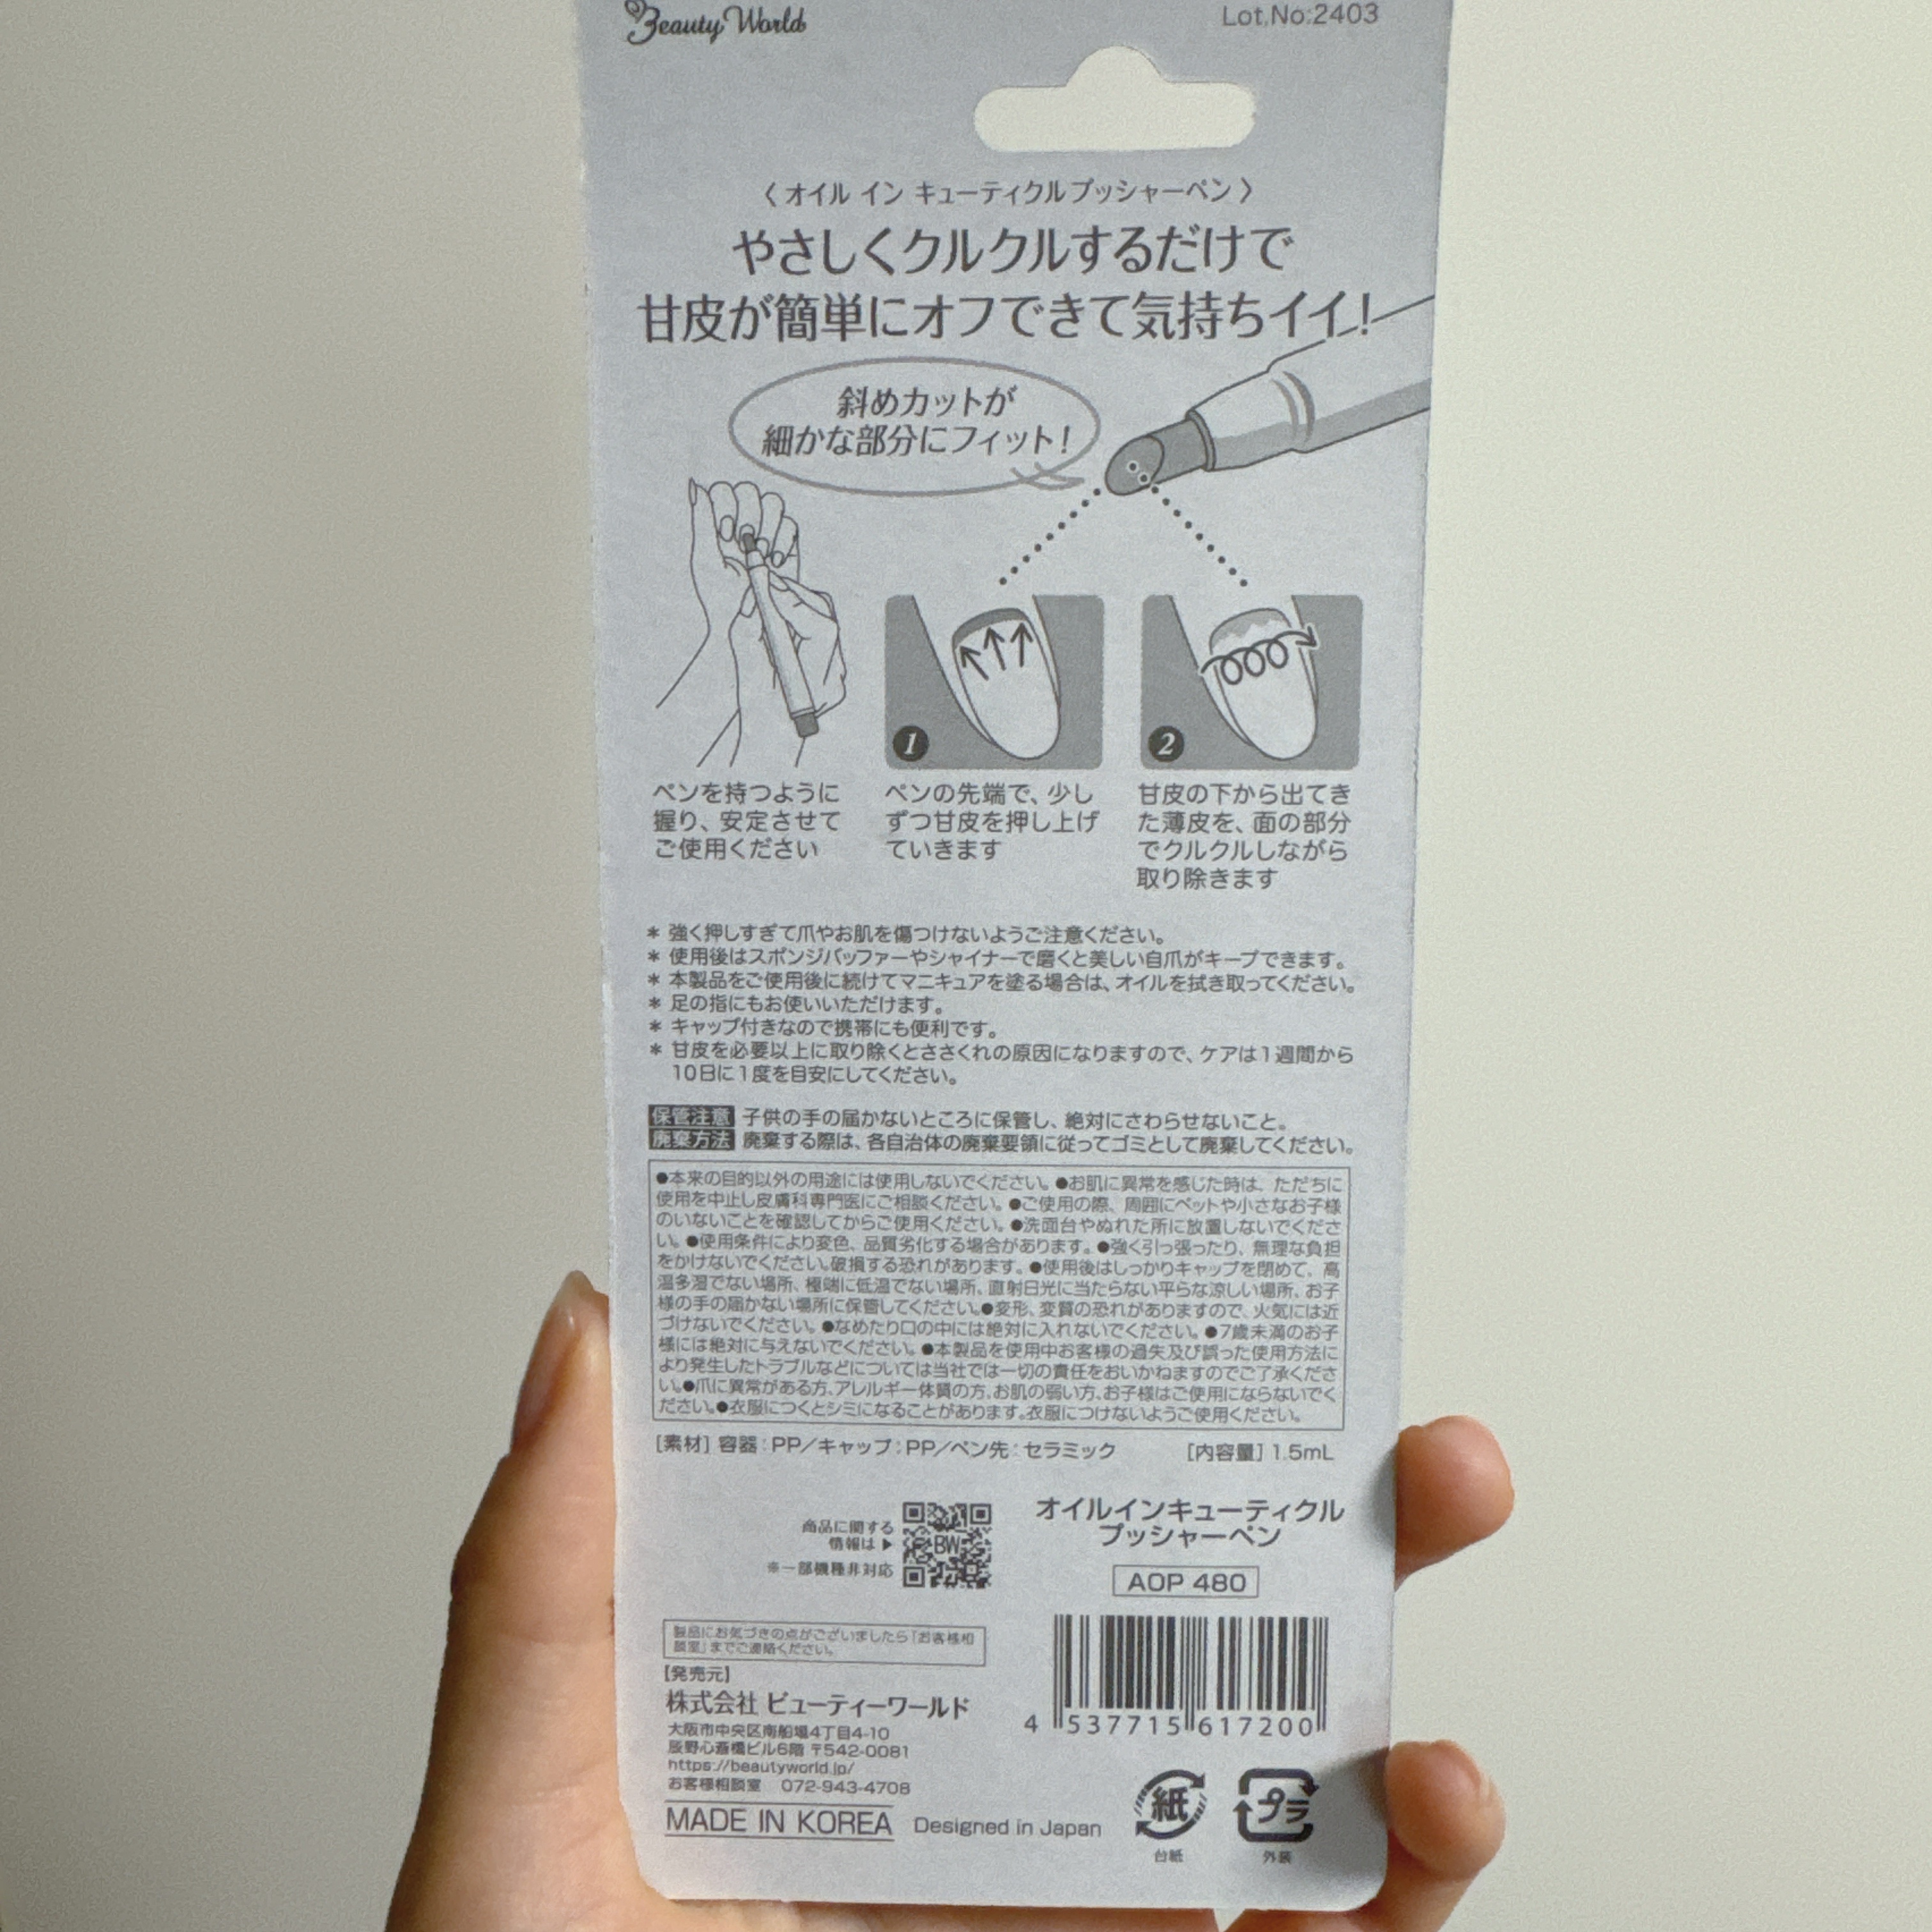 Beauty World
Lot.No:2403
〈 オイル イン キューティクルプッシャーペン 〉
やさしくクルクルするだけで
甘皮が簡単にオフできて気持ちイイ!
斜めカットが
細かな部分にフィット!
1
2
ペンを持つように
握り、安定させて
ご使用ください
ペンの先端で、少し
ずつ甘皮を押し上げ
ていきます
甘皮の下から出てき
た薄皮を、面の部分
でクルクルしながら
取り除きます
* 強く押しすぎて爪やお肌を傷つけないようご注意ください。
* 使用後はスポンジバッファーやシャイナーで磨くと美しい自爪がキープできます。
* 本製品をご使用後に続けてマニキュアを塗る場合は、オイルを拭き取ってください。
* 足の指にもお使いいただけます。
* キャップ付きなので携帯にも便利です。
* 甘皮を必要以上に取り除くとささくれの原因になりますので、ケアは1週間から
10日に1度を目安にしてください。
保管注意 子供の手の届かないところに保管し、絶対にさわらせないこと。
廃棄方法 廃棄する際は、各自治体の廃棄要領に従ってゴミとして廃棄してください。
●本来の目的以外の用途には使用しないでください。●お肌に異常を感じた時は、ただちに
使用を中止し皮膚科専門医にご相談ください。●ご使用の際、周囲にペットや小さなお子様
のいないことを確認してからご使用ください。●洗面台やぬれた所に放置しないでくださ
い。●使用条件により変色、品質劣化する場合があります。●強く引っ張ったり、無理な負担
をかけないでください。破損する恐れがあります。●使用後はしっかりキャップを閉めて、高
温多湿でない場所、極端に低温でない場所、直射日光に当たらない平らな涼しい場所、お子
様の手の届かない場所に保管してください。●変形、変質の恐れがありますので、火気には近
づけないでください。●なめたり口の中には絶対に入れないでください。●7歳未満のお子
様には絶対に与えないでください。●本製品を使用中お客様の過失及び誤った使用方法に
より発生したトラブルなどについては当社では一切の責任をおいかねますのでご了承くださ
い。●爪に異常がある方、アレルギー体質の方、お肌の弱い方、お子様はご使用にならないでく
ださい。●衣服につくとシミになることがあります。衣服につけないようご使用ください。
[素材] 容器:PP/キャップ:PP/ペン先:セラミック
[内容量] 1.5mL
商品に関する
情報は▶
※一部機種非対応
BW
オイルインキューティクル
プッシャーペン
AOP 480
製品にお気づきの点がございましたら「お客様相
談室」までご連絡ください。
【発売元】
株式会社 ビューティーワールド
大阪市中央区南船場4丁目4-10
辰野心斎橋ビル6階 〒542-0081
https://beautyworld.jp/
お客様相談室 072-943-4708
MADE IN KOREA
Designed in Japan
4 537715 617200
紙
台紙
プラ
外装